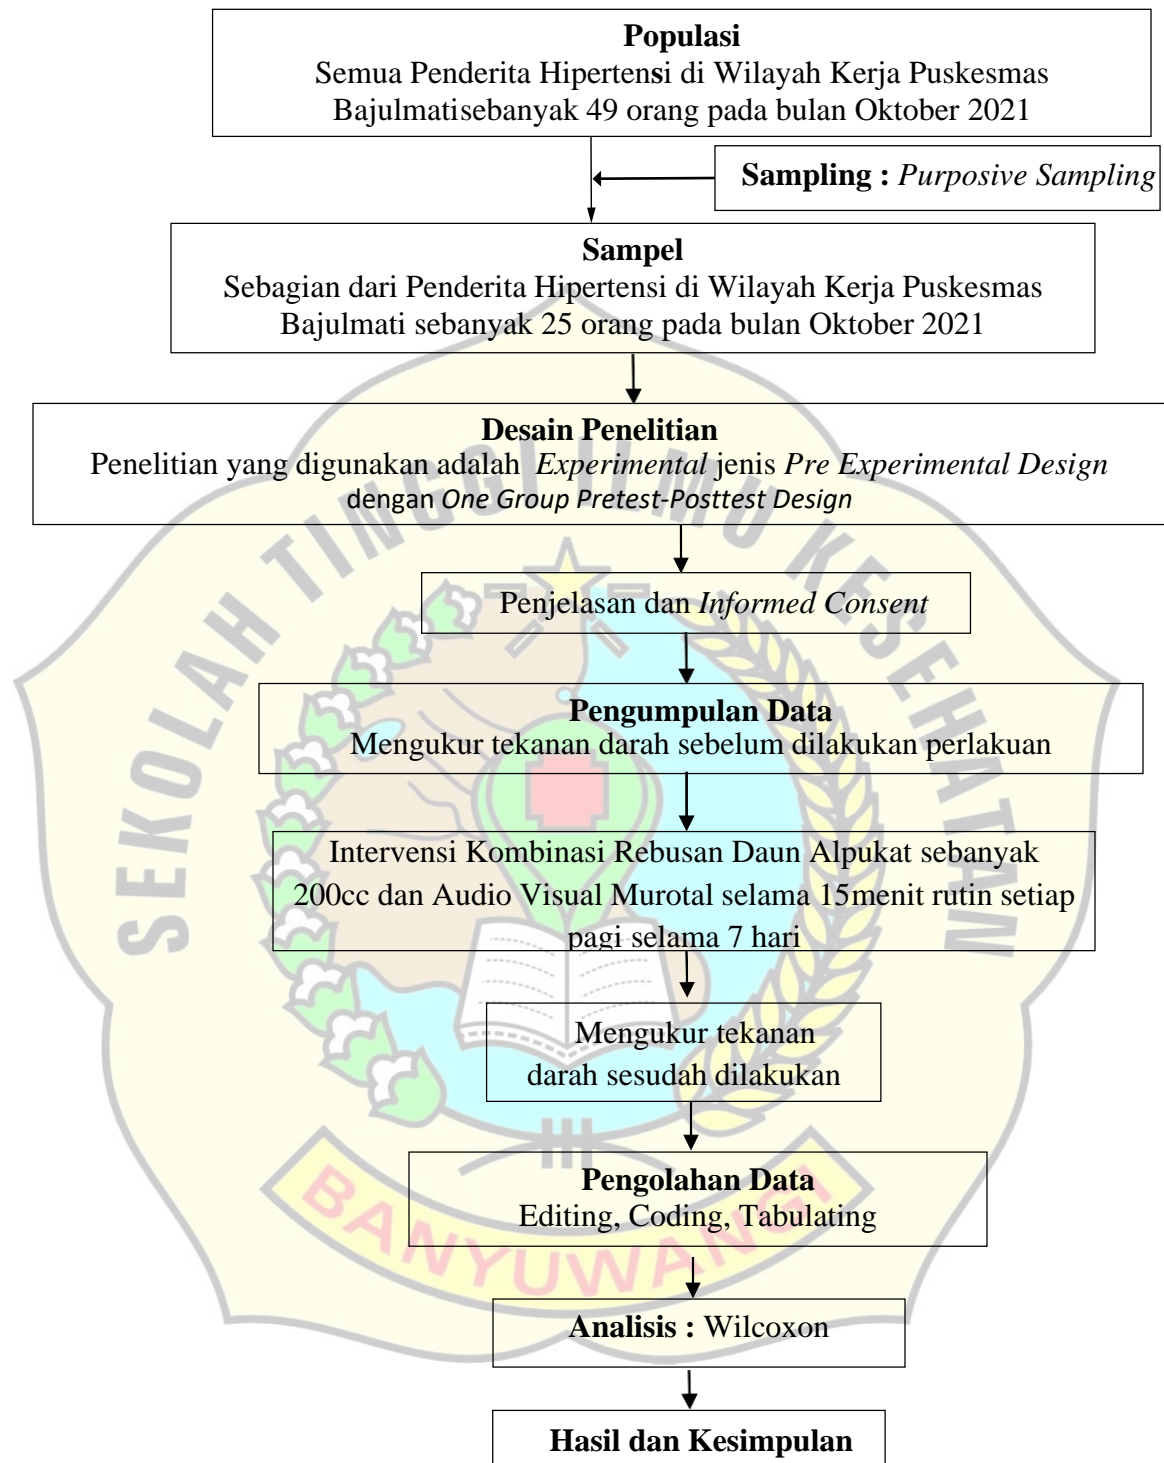 Populasi
Semua Penderita Hipertensi di Wilayah Kerja Puskesmas
Bajulmatisebanyak 49 orang pada bulan Oktober 2021
Sampling : Purposive Sampling
Sampel
Sebagian dari Penderita Hipertensi di Wilayah Kerja Puskesmas
Bajulmati sebanyak 25 orang pada bulan Oktober 2021
Desain Penelitian
Penelitian yang digunakan adalah Experimental jenis Pre Experimental Design
dengan One Group Pretest-Posttest Design
Penjelasan dan Informed Consent
Pengumpulan Data
Mengukur tekanan darah sebelum dilakukan perlakuan
Intervensi Kombinasi Rebusan Daun Alpukat sebanyak
200cc dan Audio Visual Murotal selama 15menit rutin setiap
pagi selama 7 hari
Mengukur tekanan
darah sesudah dilakukan
Pengolahan Data
Editing, Coding, Tabulating
Analisis : Wilcoxon
Hasil dan Kesimpulan
SEKOLAH TINGGI ILMU KESEHATAN
BANYUWANGI